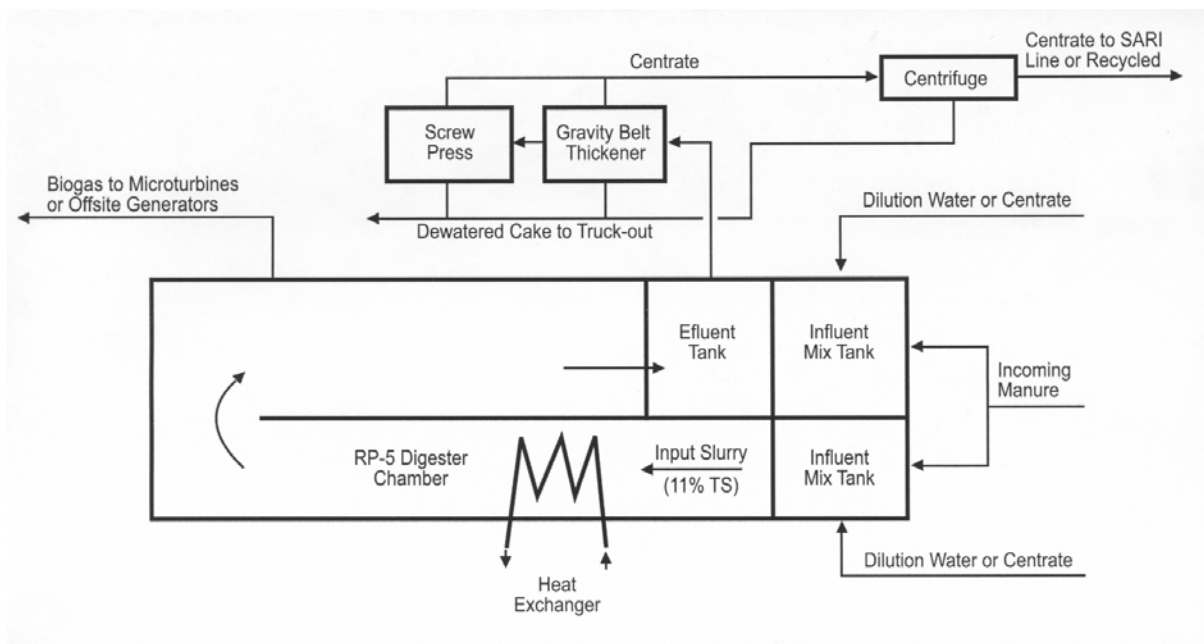 Centrate to SARI
Line or Recycled
Centrate
Centrifuge
Screw
Press
Gravity Belt
Thickener
Biogas to Microturbines
or Offsite Generators
Dilution Water or Centrate
Dewatered Cake to Truck-out
Efluent
Tank
Influent
Mix Tank
Incoming
Manure
RP-5 Digester
Chamber
Input Slurry
(11% TS)
Influent
Mix Tank
Dilution Water or Centrate
Heat
Exchanger